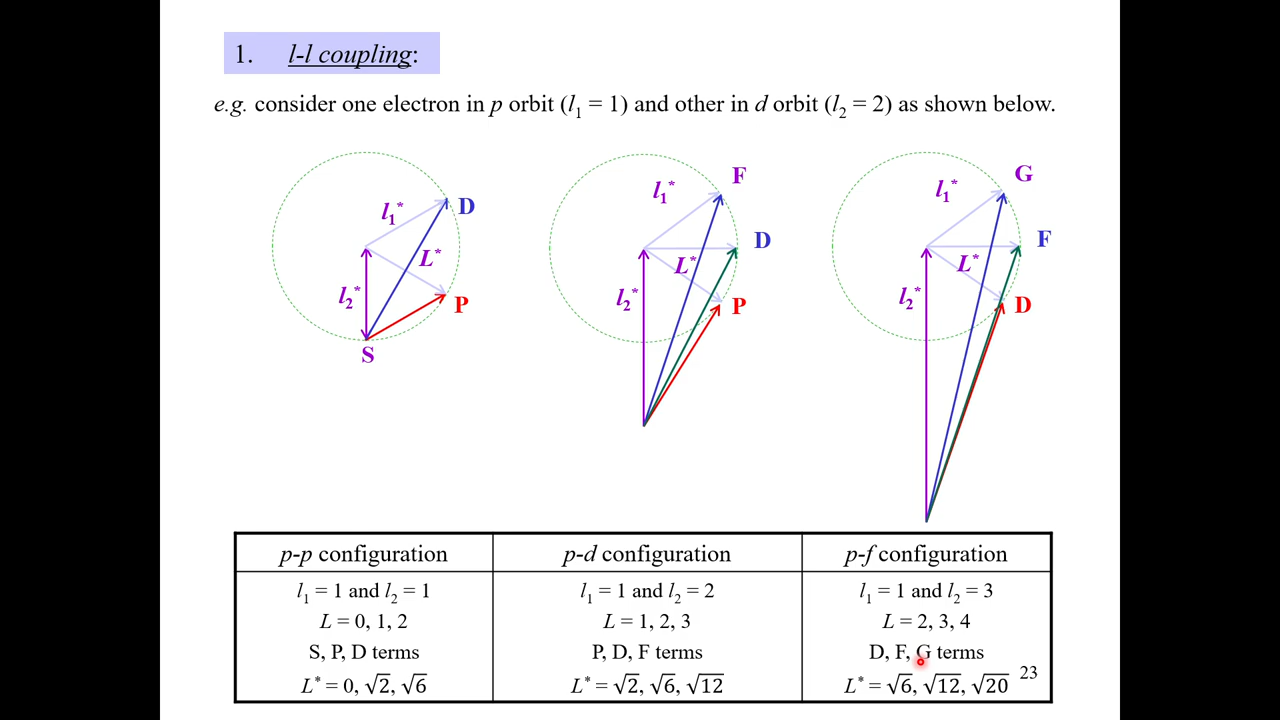 1. l-l coupling:
e.g. consider one electron in p orbit (l₁ = 1) and other in d orbit (l₂ = 2) as shown below.
l₁* D
L*
l₂* P
S
l₁* F
D
L*
l₂* P
l₁* G
F
L*
l₂* D
p-p configuration p-d configuration p-f configuration
l₁ = 1 and l₂ = 1 l₁ = 1 and l₂ = 2 l₁ = 1 and l₂ = 3
L = 0, 1, 2 L = 1, 2, 3 L = 2, 3, 4
S, P, D terms P, D, F terms D, F, G terms
L* = 0, √2, √6 L* = √2, √6, √12 L* = √6, √12, √20
23